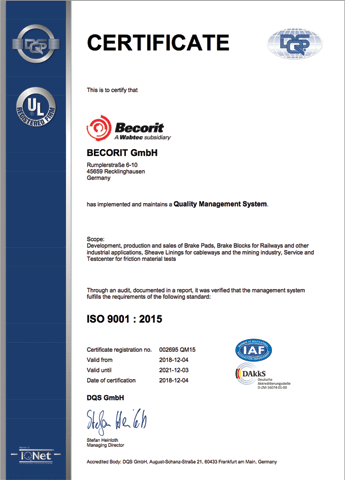 DQS
CERTIFICATE
DQS
This is to certify that
UL
REGISTERED FIRM
Becorit
A Wabtec subsidiary
BECORIT GmbH
Rumplerstraße 6-10
45659 Recklinghausen
Germany
has implemented and maintains a Quality Management System.
Scope:
Development, production and sales of Brake Pads, Brake Blocks for Railways and other
industrial applications, Sheave Linings for cableways and the mining industry, Service and
Testcenter for friction material tests
Through an audit, documented in a report, it was verified that the management system
fulfills the requirements of the following standard:
ISO 9001 : 2015
Certificate registration no. 002695 QM15
Valid from 2018-12-04
Valid until 2021-12-03
Date of certification 2018-12-04
IAF
DAkkS
Deutsche
Akkreditierungsstelle
D-ZM-16074-01-00
DQS GmbH
Stefan Heinloth
Managing Director
IQNet
Accredited Body: DQS GmbH, August-Schanz-Straße 21, 60433 Frankfurt am Main, Germany